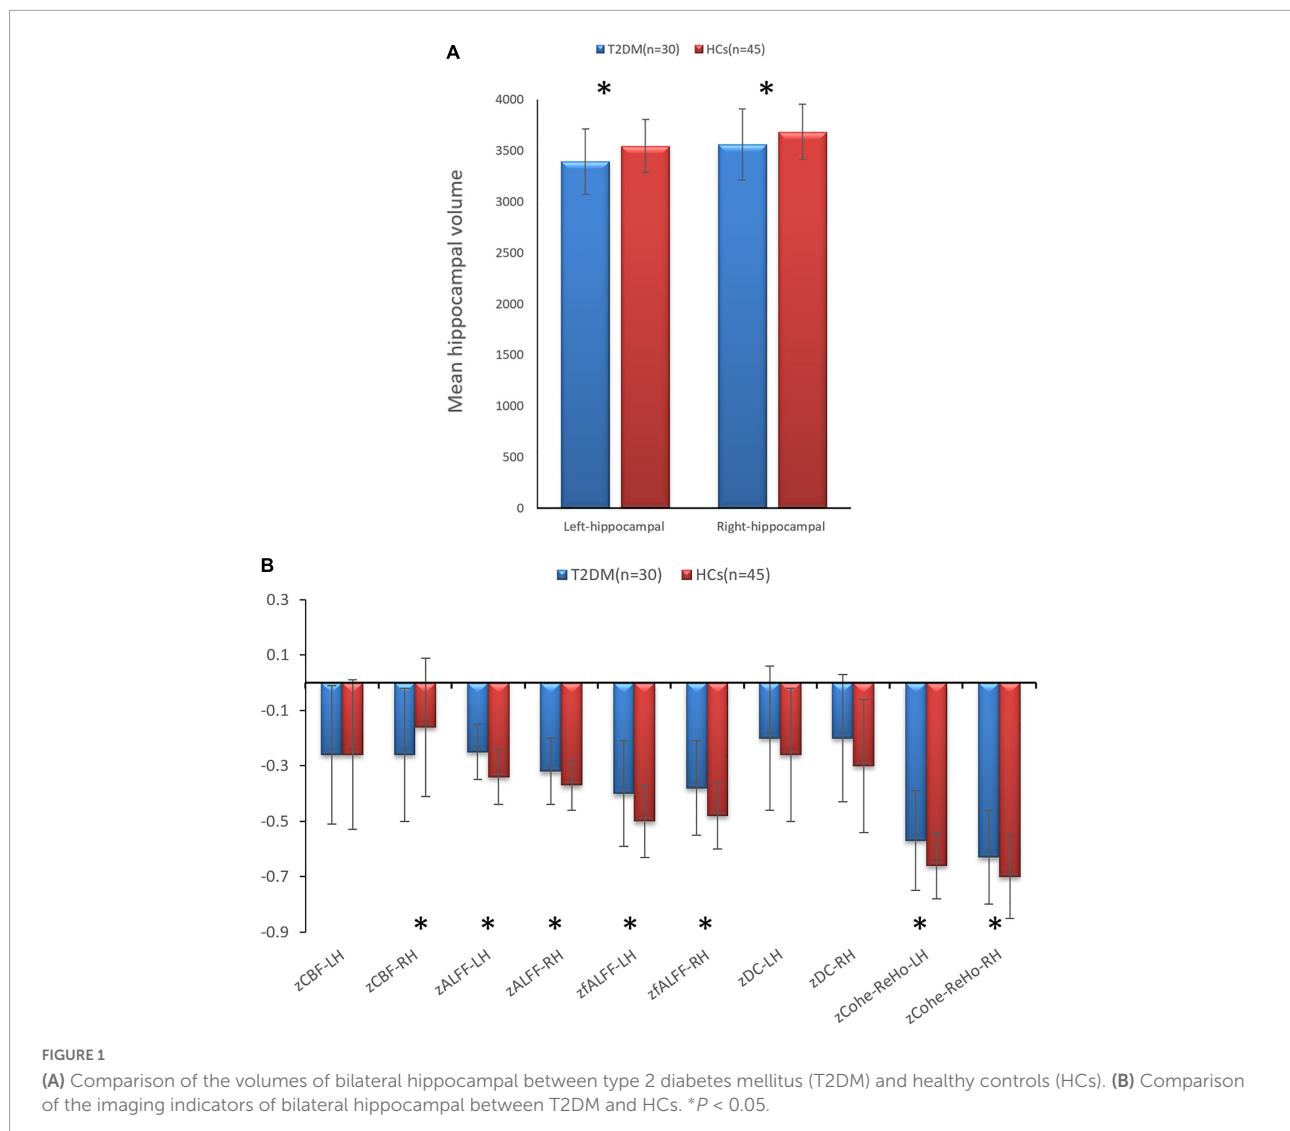 A
T2DM(n=30) HCs(n=45)
* *
4000
3500
3000
2500
2000
1500
1000
500
0
Mean hippocampal volume
Left-hippocampal Right-hippocampal
B
T2DM(n=30) HCs(n=45)
0.3
0.1
-0.1
-0.3
-0.5
-0.7
-0.9
* * * * * * *
zCBF-LH zCBF-RH zALFF-LH zALFF-RH zfALFF-LH zfALFF-RH zDC-LH zDC-RH zCohe-ReHo-LH zCohe-ReHo-RH
FIGURE 1
(A) Comparison of the volumes of bilateral hippocampal between type 2 diabetes mellitus (T2DM) and healthy controls (HCs). (B) Comparison
of the imaging indicators of bilateral hippocampal between T2DM and HCs. *P < 0.05.